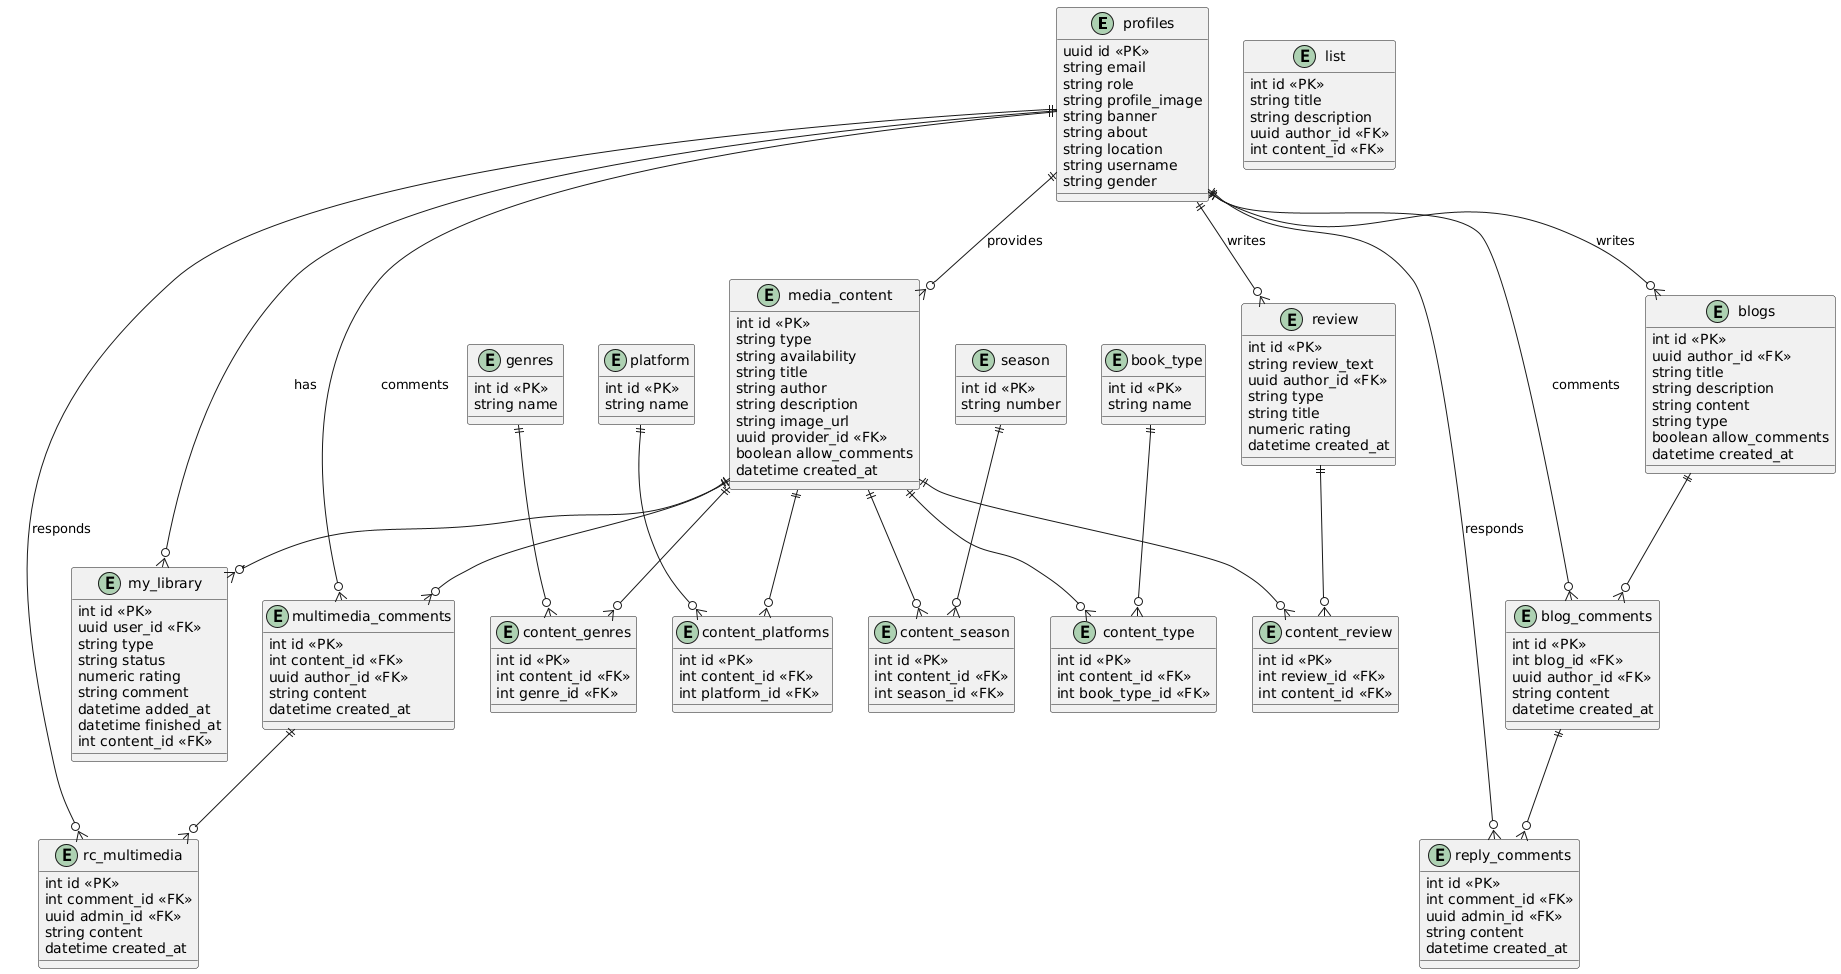 E profiles
uuid id «PK»
string email
string role
string profile_image
string banner
string about
string location
string username
string gender
E list
int id «PK»
string title
string description
uuid author_id «FK»
int content_id «FK»
provides
writes
writes
E media_content
int id «PK»
string type
string availability
string title
string author
string description
string image_url
uuid provider_id «FK»
boolean allow_comments
datetime created_at
E review
int id «PK»
string review_text
uuid author_id «FK»
string type
string title
numeric rating
datetime created_at
E blogs
int id «PK»
uuid author_id «FK»
string title
string description
string content
string type
boolean allow_comments
datetime created_at
E genres
int id «PK»
string name
E platform
int id «PK»
string name
E season
int id «PK»
string number
E book_type
int id «PK»
string name
has
comments
comments
responds
responds
E my_library
int id «PK»
uuid user_id «FK»
string type
string status
numeric rating
string comment
datetime added_at
datetime finished_at
int content_id «FK»
E multimedia_comments
int id «PK»
int content_id «FK»
uuid author_id «FK»
string content
datetime created_at
E content_genres
int id «PK»
int content_id «FK»
int genre_id «FK»
E content_platforms
int id «PK»
int content_id «FK»
int platform_id «FK»
E content_season
int id «PK»
int content_id «FK»
int season_id «FK»
E content_type
int id «PK»
int content_id «FK»
int book_type_id «FK»
E content_review
int id «PK»
int review_id «FK»
int content_id «FK»
E blog_comments
int id «PK»
int blog_id «FK»
uuid author_id «FK»
string content
datetime created_at
E rc_multimedia
int id «PK»
int comment_id «FK»
uuid admin_id «FK»
string content
datetime created_at
E reply_comments
int id «PK»
int comment_id «FK»
uuid admin_id «FK»
string content
datetime created_at